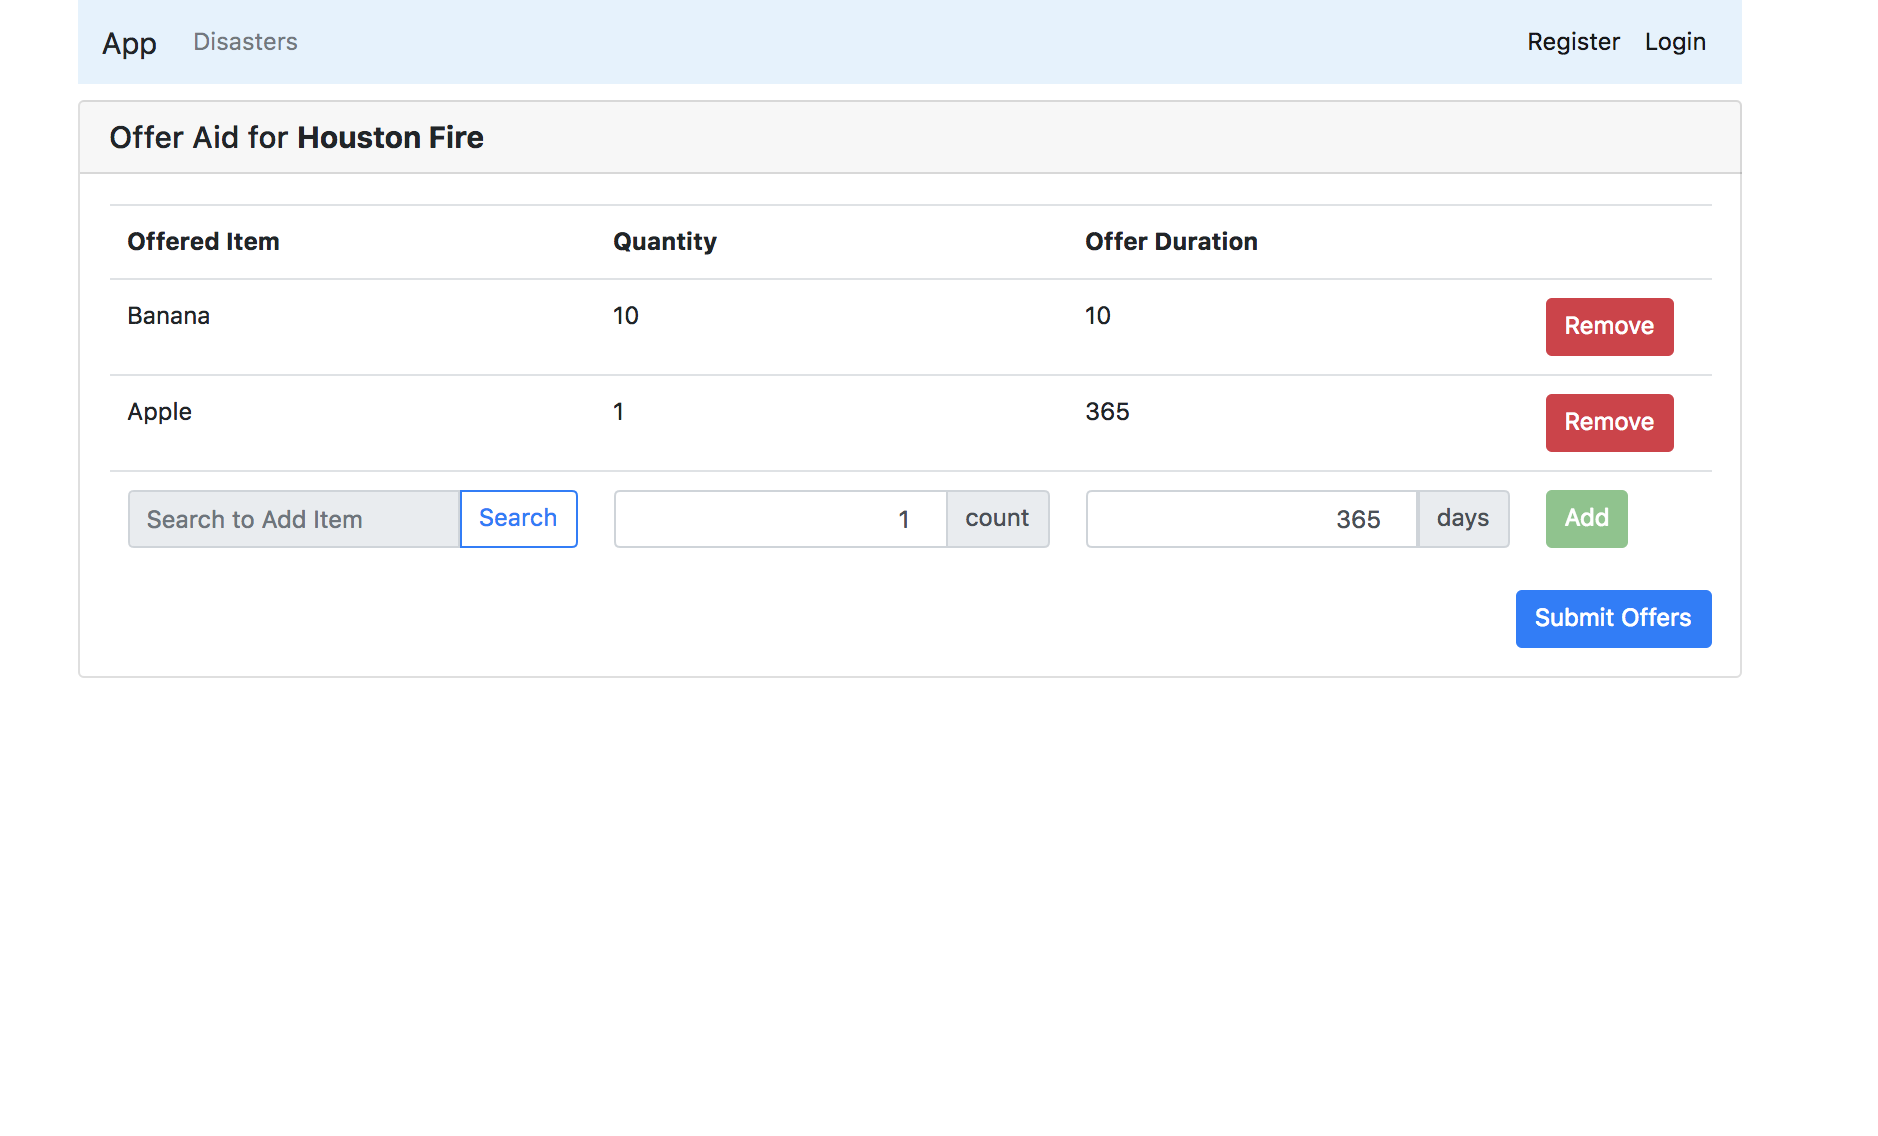 App Disasters Register Login
Offer Aid for Houston Fire
Offered Item Quantity Offer Duration
Banana 10 10 Remove
Apple 1 365 Remove
Search to Add Item Search 1 count 365 days Add
Submit Offers